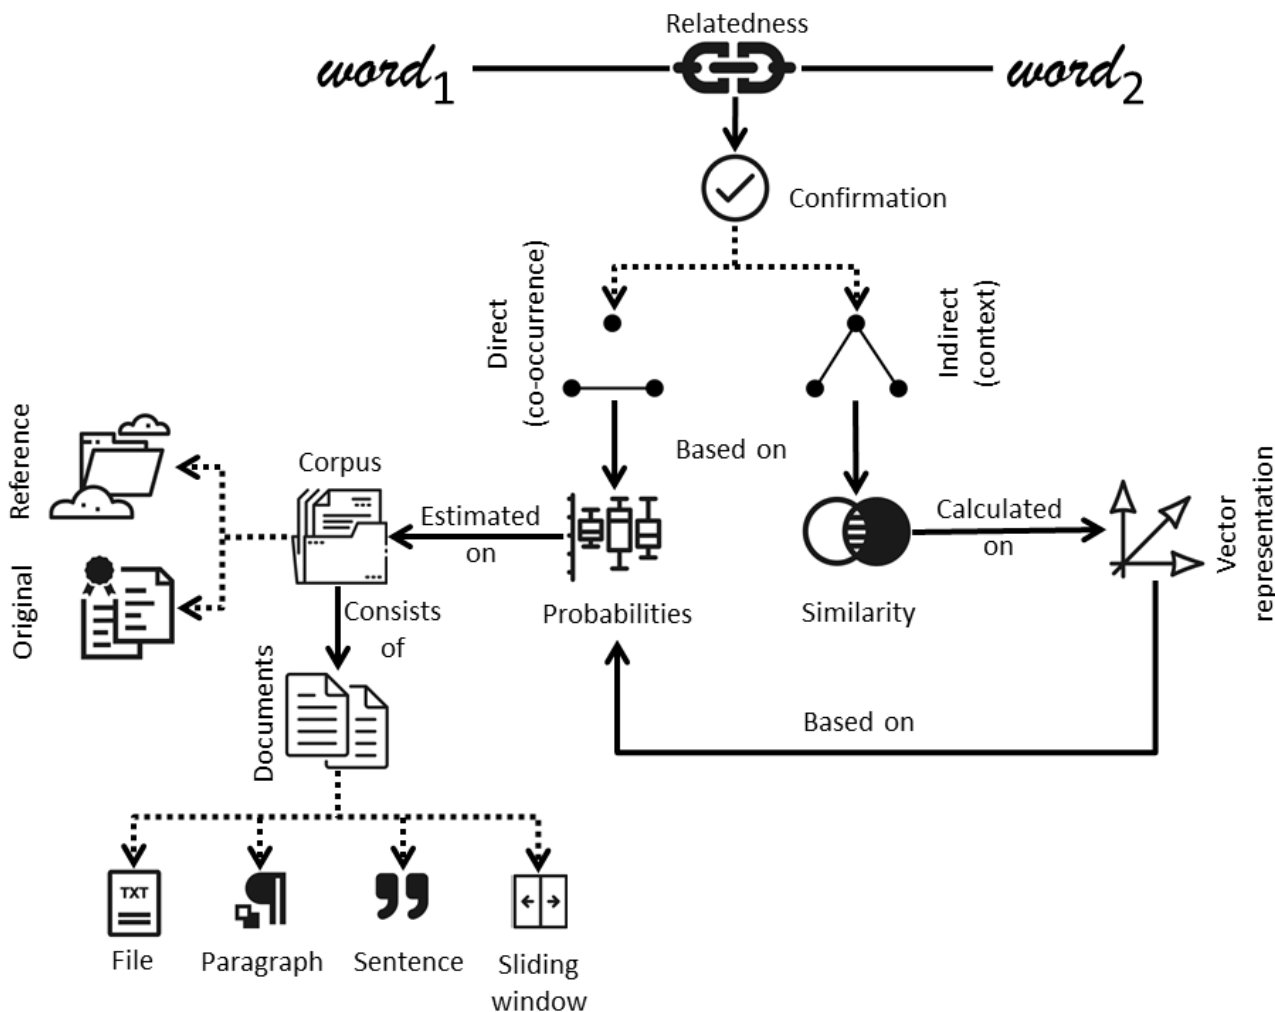 Relatedness
word1
word2
Confirmation
Direct
(co-occurrence)
Indirect
(context)
Based on
Reference
Corpus
Estimated
on
Calculated
on
Vector
representation
Original
Consists
of
Probabilities
Similarity
Documents
Based on
TXT
File
Paragraph
Sentence
Sliding
window